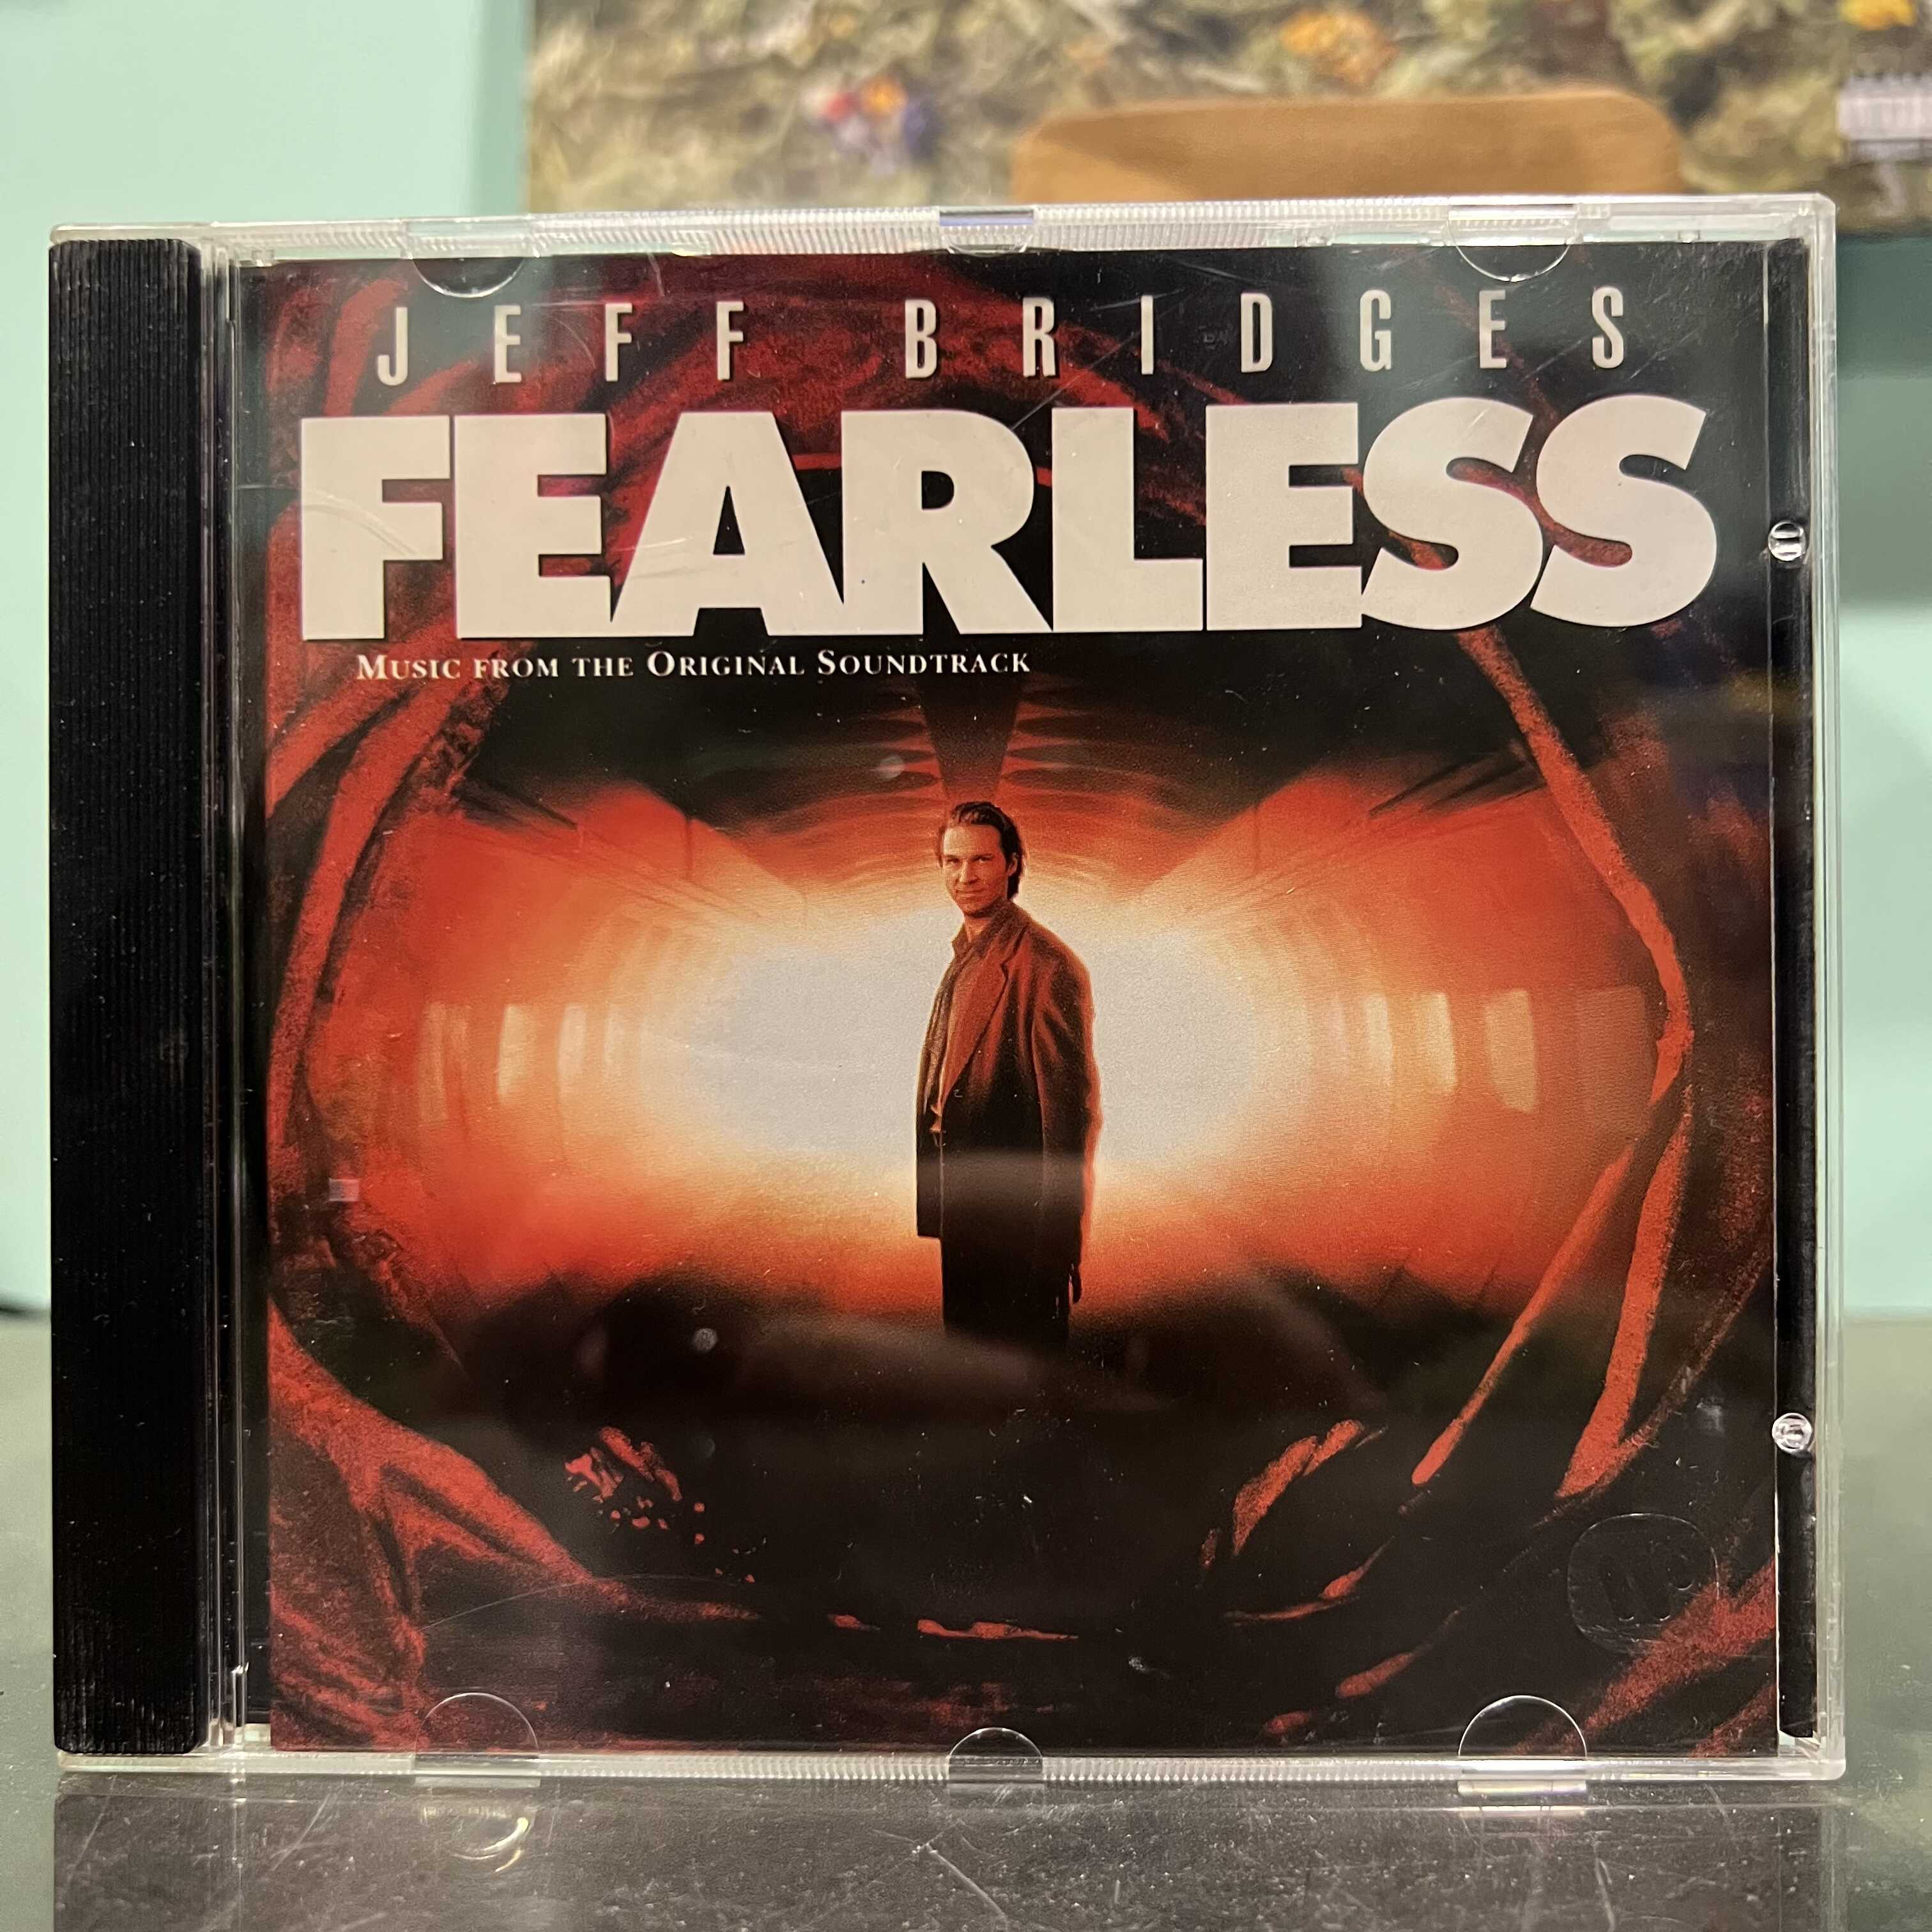 JEFF BRIDGES
FEARLESS
MUSIC FROM THE ORIGINAL SOUNDTRACK